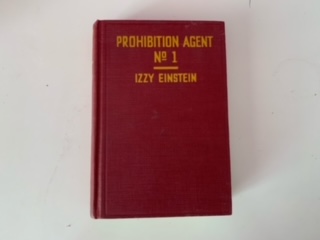 PROHIBITION AGENT
Nº 1
IZZY EINSTEIN